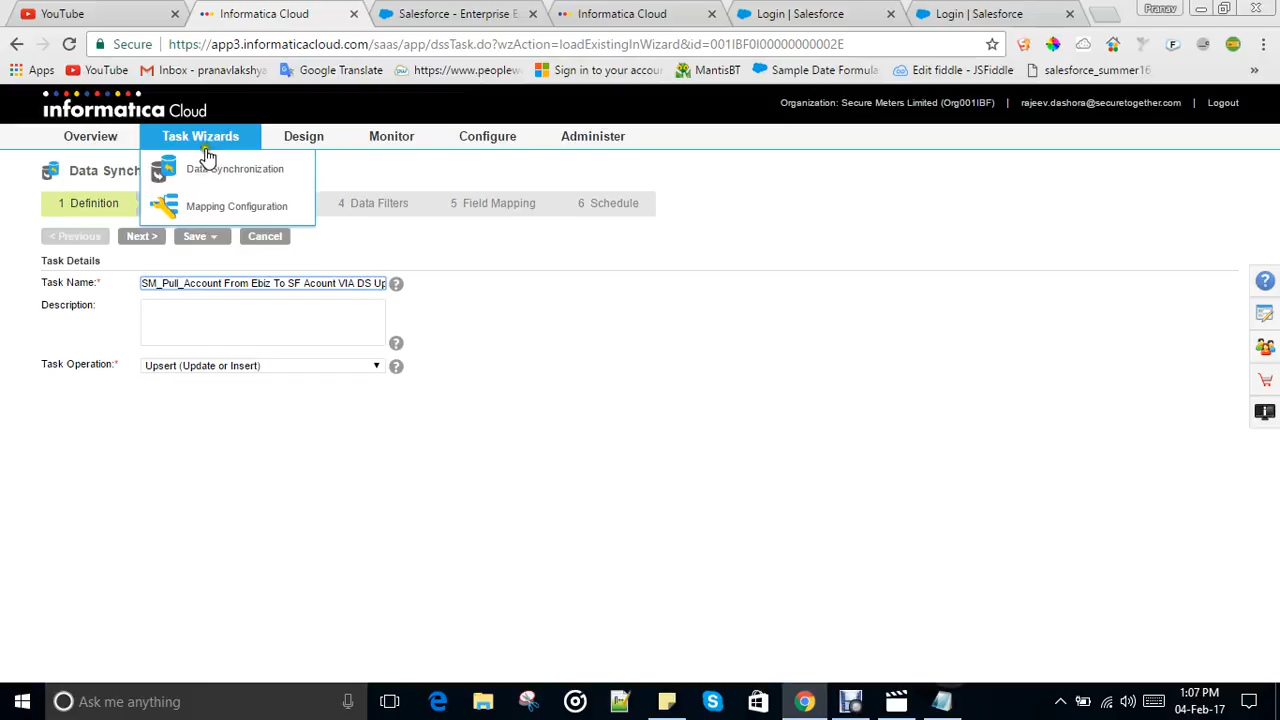 YouTube
Informatica Cloud
Salesforce - Enterprise E
Informatica Cloud
Login | Salesforce
Login | Salesforce
Pranav
Secure
https://app3.informaticacloud.com/saas/app/dssTask.do?wzAction=loadExistingInWizard&id=001IBF0I00000000002E
Apps
YouTube
Inbox - pranavlakshya
Google Translate
https://www.peoplew
Sign in to your accou
MantisBT
Sample Date Formula
Edit fiddle - JSFiddle
salesforce_summer16
»
informatica Cloud
Organization: Secure Meters Limited (Org001IBF)
rajeev.dashora@securetogether.com
Logout
Overview
Task Wizards
Design
Monitor
Configure
Administer
Data Synch
Data Synchronization
Mapping Configuration
1 Definition
4 Data Filters
5 Field Mapping
6 Schedule
< Previous
Next >
Save
Cancel
Task Details
Task Name:*
SM_Pull_Account From Ebiz To SF Acount VIA DS Up
Description:
Task Operation:*
Upsert (Update or Insert)
Ask me anything
1:07 PM
04-Feb-17